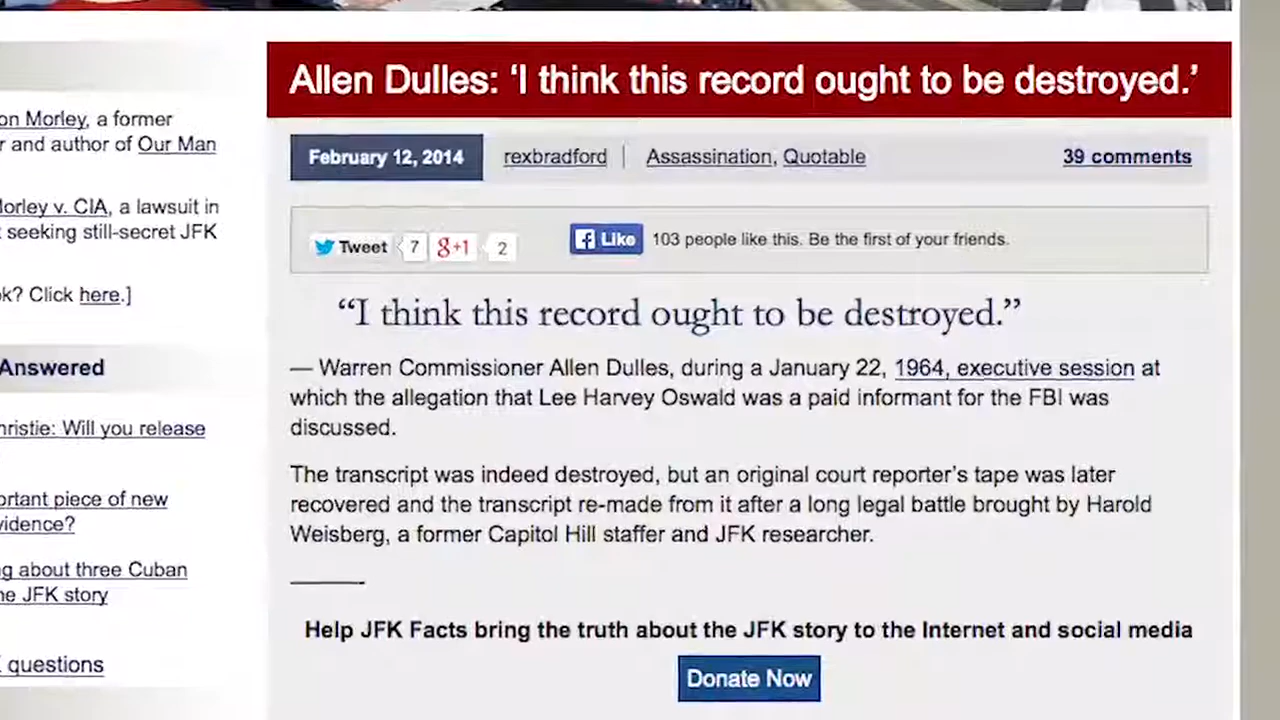 Allen Dulles: ‘I think this record ought to be destroyed.’
February 12, 2014
rexbradford
Assassination, Quotable
39 comments
Tweet 7 g+1 2
Like 103 people like this. Be the first of your friends.
“I think this record ought to be destroyed.”
— Warren Commissioner Allen Dulles, during a January 22, 1964, executive session at
which the allegation that Lee Harvey Oswald was a paid informant for the FBI was
discussed.
The transcript was indeed destroyed, but an original court reporter’s tape was later
recovered and the transcript re-made from it after a long legal battle brought by Harold
Weisberg, a former Capitol Hill staffer and JFK researcher.
Help JFK Facts bring the truth about the JFK story to the Internet and social media
Donate Now
on Morley, a former
r and author of Our Man
Morley v. CIA, a lawsuit in
seeking still-secret JFK
ok? Click here.]
Answered
hristie: Will you release
ortant piece of new
vidence?
ng about three Cuban
he JFK story
questions